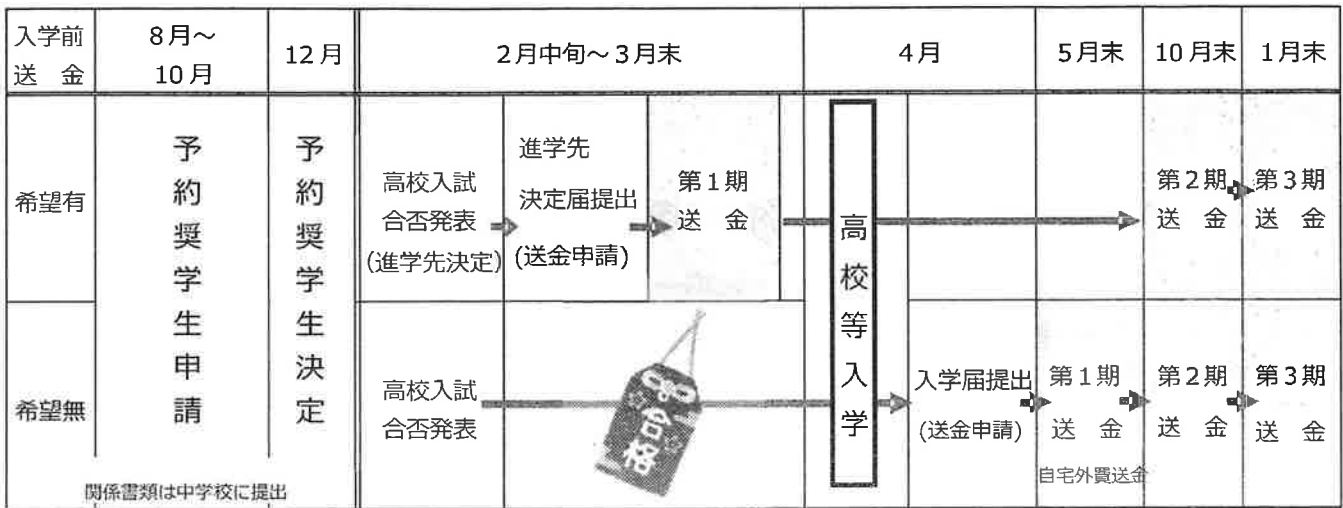 入学前
送 金
8月～
10月
12月
2月中旬～3月末
4月
5月末
10月末
1月末
希望有
希望無
予約奨学生申請
予約奨学生決定
関係書類は中学校に提出
高校入試
合否発表
(進学先決定)
進学先
決定届提出
(送金申請)
第1期
送 金
高校等入学
第2期
送 金
第3期
送 金
高校入試
合否発表
合格
入学届提出
(送金申請)
第1期
送 金
自宅外費送金
第2期
送 金
第3期
送 金